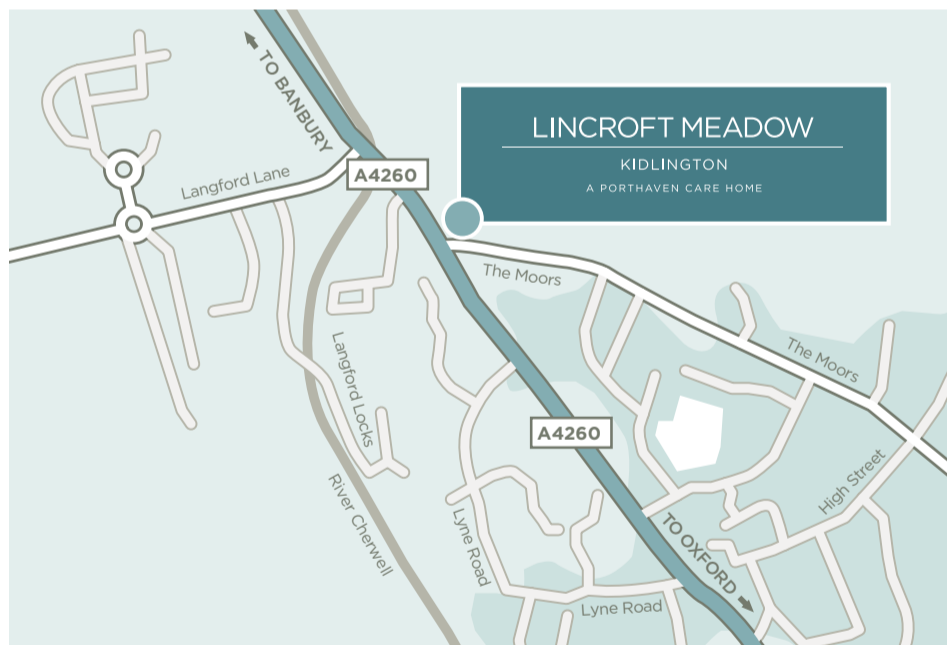 TO BANBURY
LINCROFT MEADOW
KIDLINGTON
A PORTHAVEN CARE HOME
Langford Lane
A4260
The Moors
The Moors
Langford Locks
A4260
High Street
River Cherwell
Lyne Road
TO OXFORD
Lyne Road